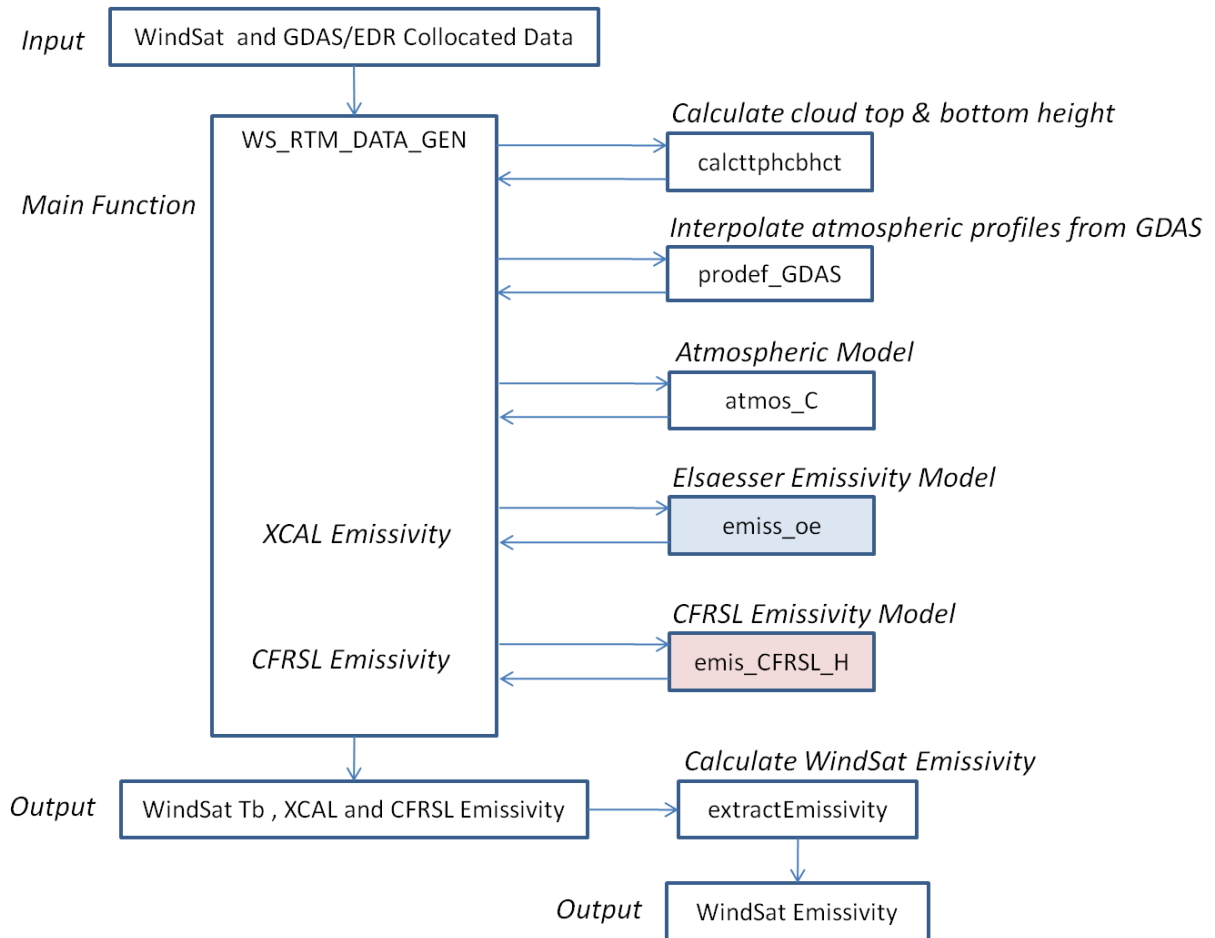 Input
WindSat and GDAS/EDR Collocated Data
WS_RTM_DATA_GEN
Main Function
Calculate cloud top & bottom height
calcttphcbhct
Interpolate atmospheric profiles from GDAS
prodef_GDAS
Atmospheric Model
atmos_C
Elsaesser Emissivity Model
XCAL Emissivity
emiss_oe
CFRSL Emissivity Model
CFRSL Emissivity
emis_CFRSL_H
Calculate WindSat Emissivity
Output
WindSat Tb , XCAL and CFRSL Emissivity
extractEmissivity
Output
WindSat Emissivity